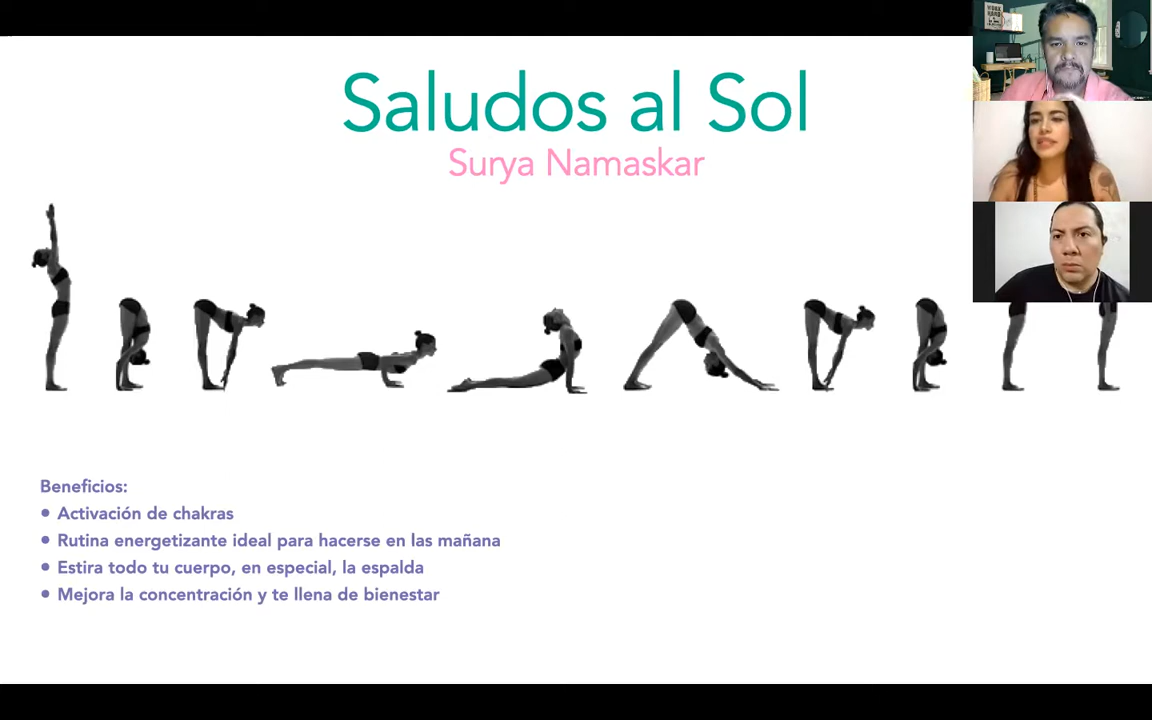 Saludos al Sol
Surya Namaskar
Beneficios:
• Activación de chakras
• Rutina energetizante ideal para hacerse en las mañana
• Estira todo tu cuerpo, en especial, la espalda
• Mejora la concentración y te llena de bienestar